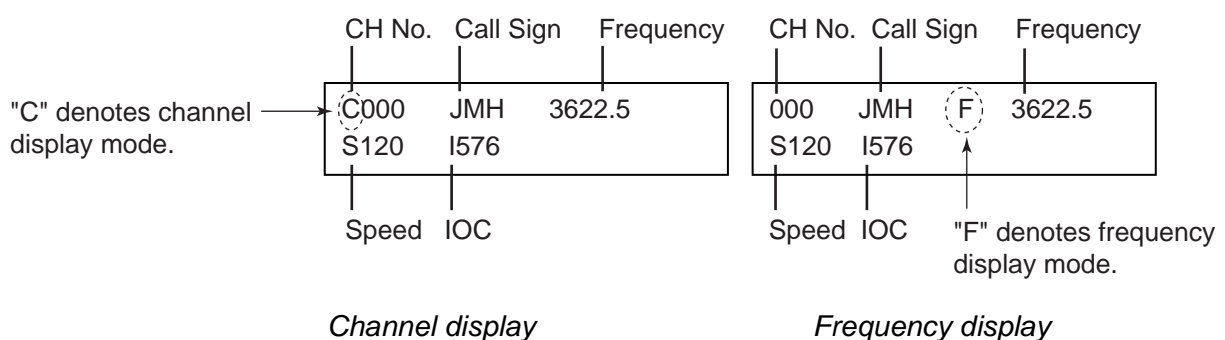 CH No. Call Sign Frequency CH No. Call Sign Frequency
"C" denotes channel
display mode.
C000 JMH 3622.5
S120 I576
000 JMH F 3622.5
S120 I576
Speed IOC
Speed IOC
"F" denotes frequency
display mode.
Channel display
Frequency display